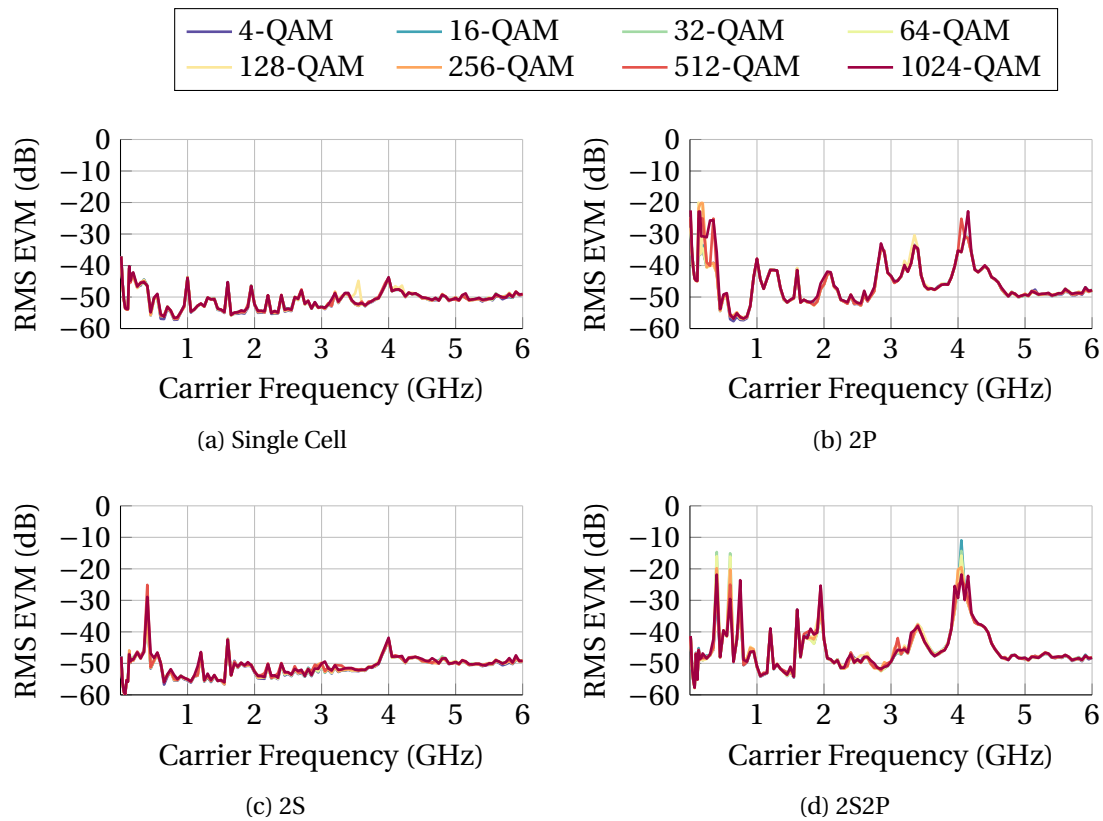 4-QAM 16-QAM 32-QAM 64-QAM
128-QAM 256-QAM 512-QAM 1024-QAM
0
−10
−20
−30
−40
−50
−60
RMS EVM (dB)
1 2 3 4 5 6
Carrier Frequency (GHz)
(a) Single Cell
0
−10
−20
−30
−40
−50
−60
RMS EVM (dB)
1 2 3 4 5 6
Carrier Frequency (GHz)
(b) 2P
0
−10
−20
−30
−40
−50
−60
RMS EVM (dB)
1 2 3 4 5 6
Carrier Frequency (GHz)
(c) 2S
0
−10
−20
−30
−40
−50
−60
RMS EVM (dB)
1 2 3 4 5 6
Carrier Frequency (GHz)
(d) 2S2P